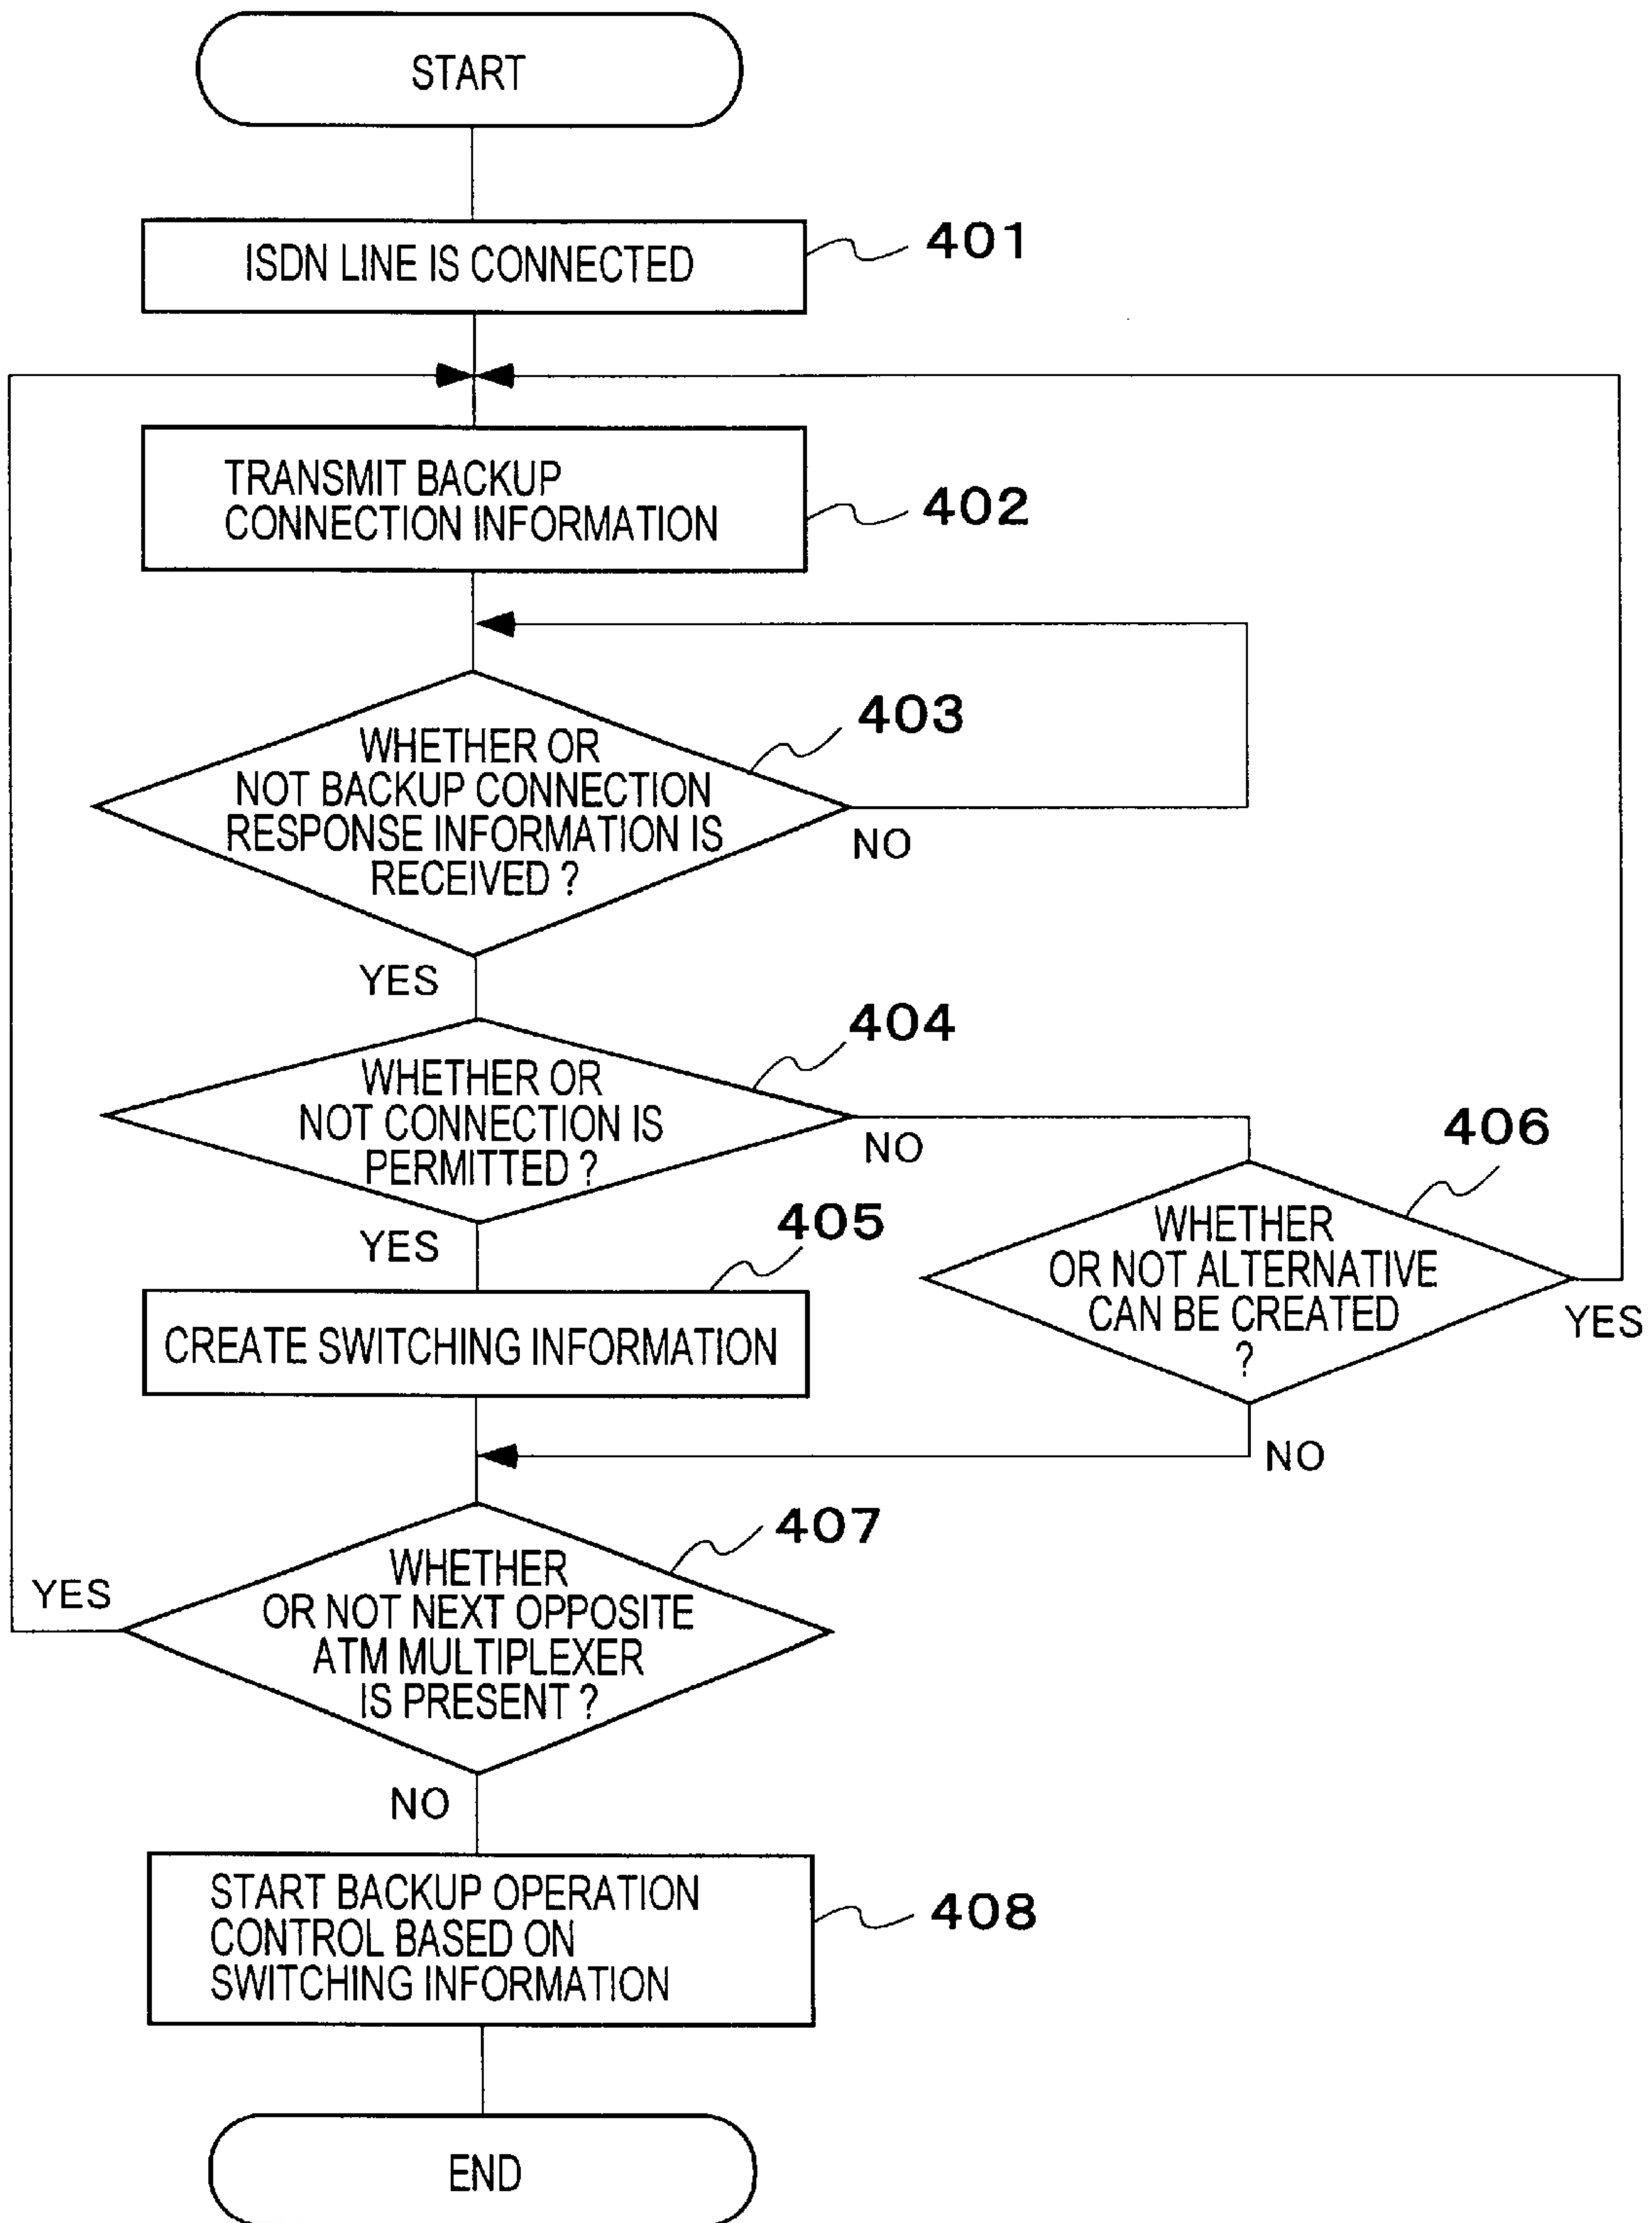 START
ISDN LINE IS CONNECTED
401
TRANSMIT BACKUP
CONNECTION INFORMATION
402
403
WHETHER OR
NOT BACKUP CONNECTION
RESPONSE INFORMATION IS
RECEIVED ?
NO
YES
404
WHETHER OR
NOT CONNECTION IS
PERMITTED ?
NO
YES
406
WHETHER
OR NOT ALTERNATIVE
CAN BE CREATED
?
YES
NO
405
CREATE SWITCHING INFORMATION
407
WHETHER
OR NOT NEXT OPPOSITE
ATM MULTIPLEXER
IS PRESENT ?
YES
NO
START BACKUP OPERATION
CONTROL BASED ON
SWITCHING INFORMATION
408
END